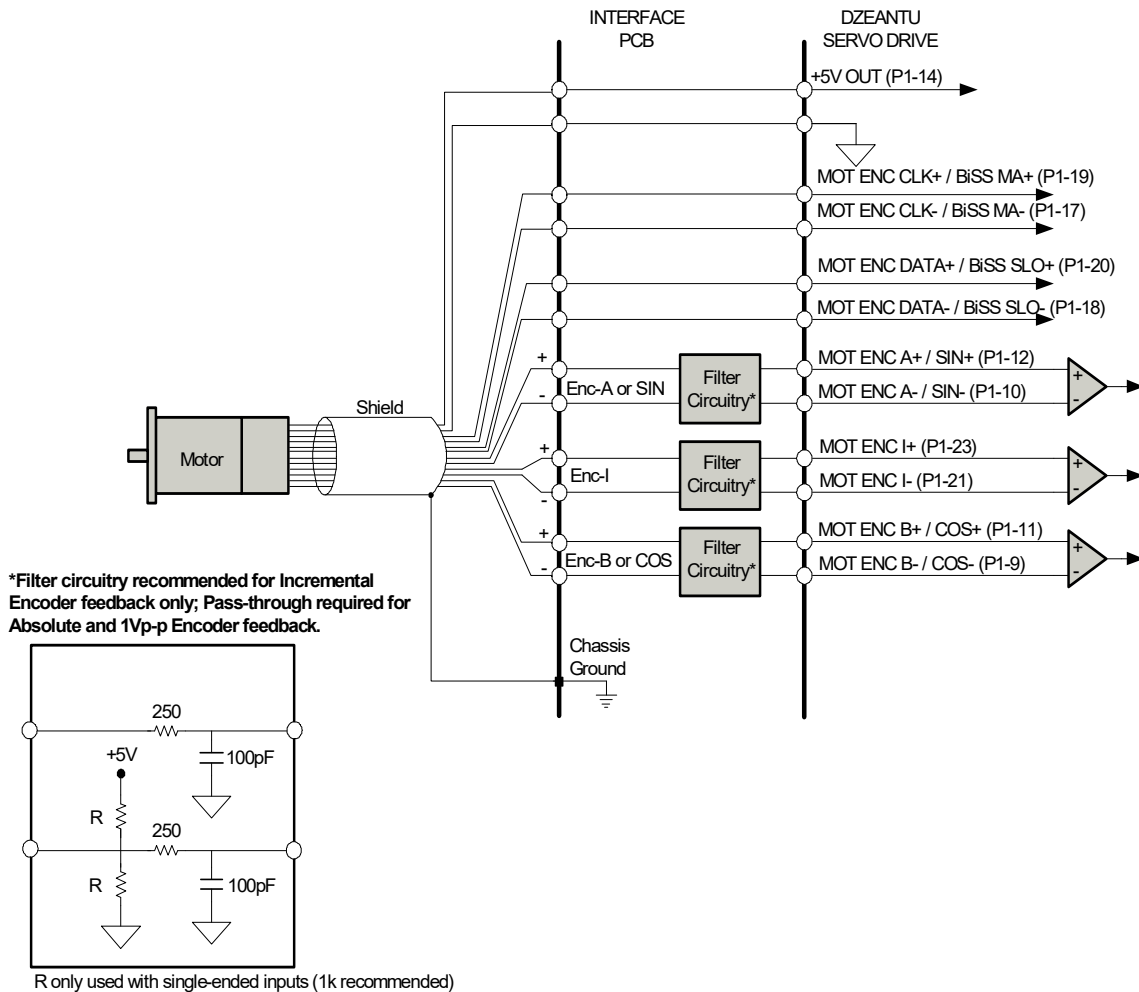 INTERFACE
PCB
DZEANTU
SERVO DRIVE
+5V OUT (P1-14)
MOT ENC CLK+ / BiSS MA+ (P1-19)
MOT ENC CLK- / BiSS MA- (P1-17)
MOT ENC DATA+ / BiSS SLO+ (P1-20)
MOT ENC DATA- / BiSS SLO- (P1-18)
+
-
Enc-A or SIN
Filter
Circuitry*
MOT ENC A+ / SIN+ (P1-12)
MOT ENC A- / SIN- (P1-10)
+
-
Shield
Motor
+
-
Enc-I
Filter
Circuitry*
MOT ENC I+ (P1-23)
MOT ENC I- (P1-21)
+
-
+
-
Enc-B or COS
Filter
Circuitry*
MOT ENC B+ / COS+ (P1-11)
MOT ENC B- / COS- (P1-9)
+
-
*Filter circuitry recommended for Incremental
Encoder feedback only; Pass-through required for
Absolute and 1Vp-p Encoder feedback.
Chassis
Ground
250
100pF
+5V
R
250
R
100pF
R only used with single-ended inputs (1k recommended)